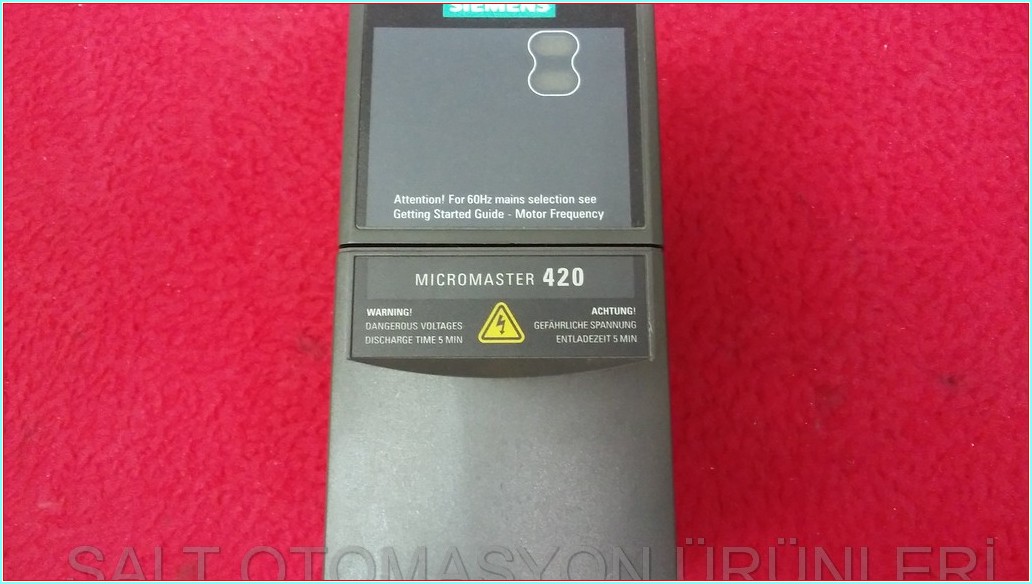 SIEMENS
Attention! For 60Hz mains selection see
Getting Started Guide - Motor Frequency
MICROMASTER 420
WARNING!
DANGEROUS VOLTAGES
DISCHARGE TIME 5 MIN
ACHTUNG!
GEFÄHRLICHE SPANNUNG
ENTLADEZEIT 5 MIN
SALT OTOMASYON ÜRÜNLERİ